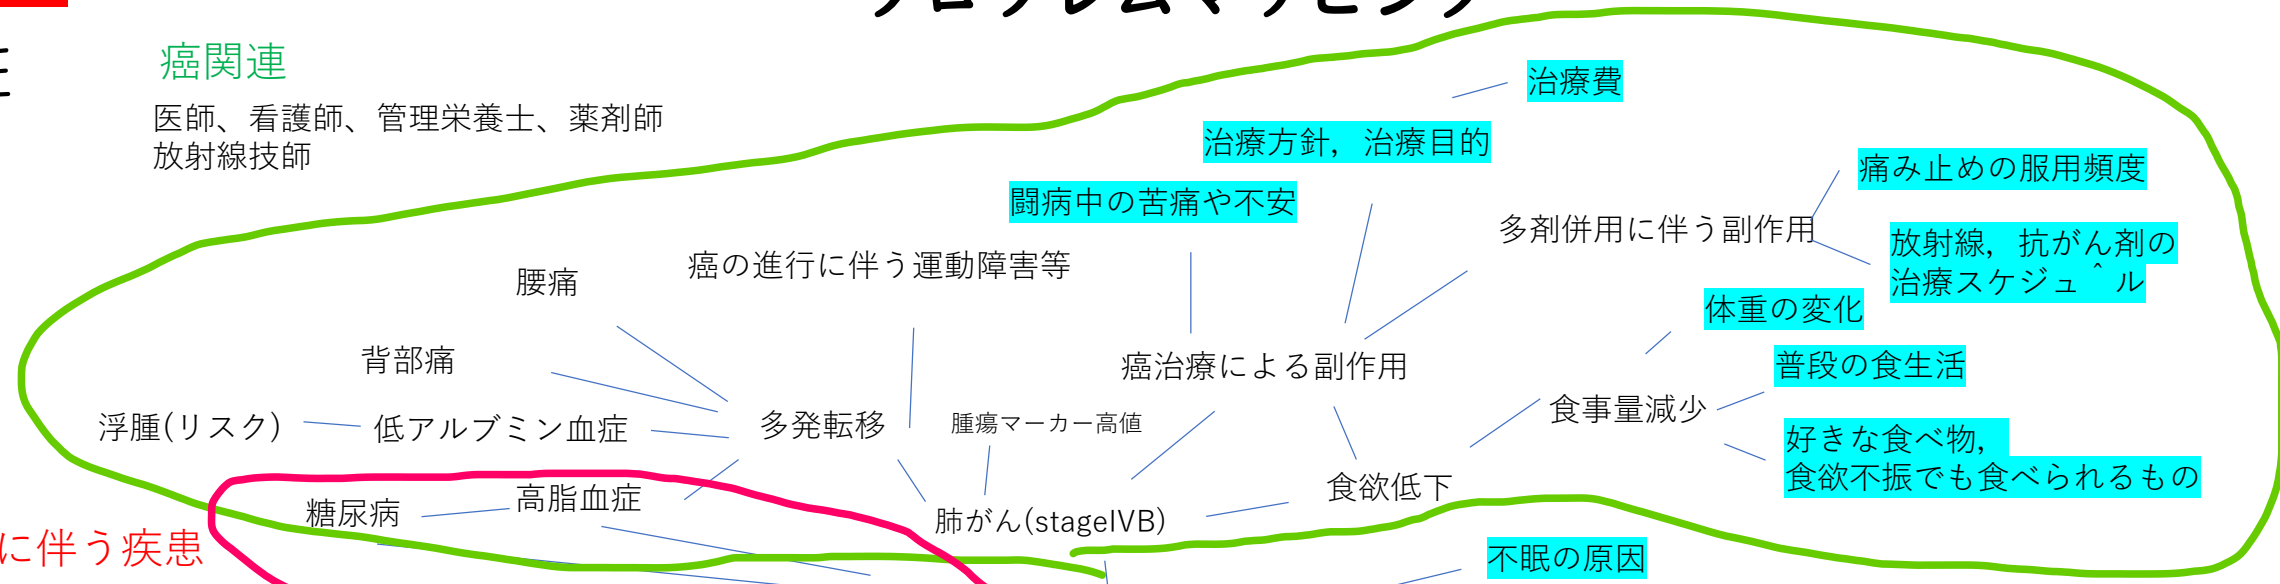 癌関連
医師、看護師、管理栄養士、薬剤師
放射線技師
治療費
治療方針，治療目的
痛み止めの服用頻度
闘病中の苦痛や不安
多剤併用に伴う副作用
放射線，抗がん剤の
治療スケジュ＾ル
癌の進行に伴う運動障害等
腰痛
体重の変化
背部痛
癌治療による副作用
普段の食生活
浮腫(リスク)
低アルブミン血症
多発転移
腫瘍マーカー高値
食事量減少
好きな食べ物，
食欲不振でも食べられるもの
糖尿病
高脂血症
肺がん(stageIVB)
食欲低下
に伴う疾患
不眠の原因